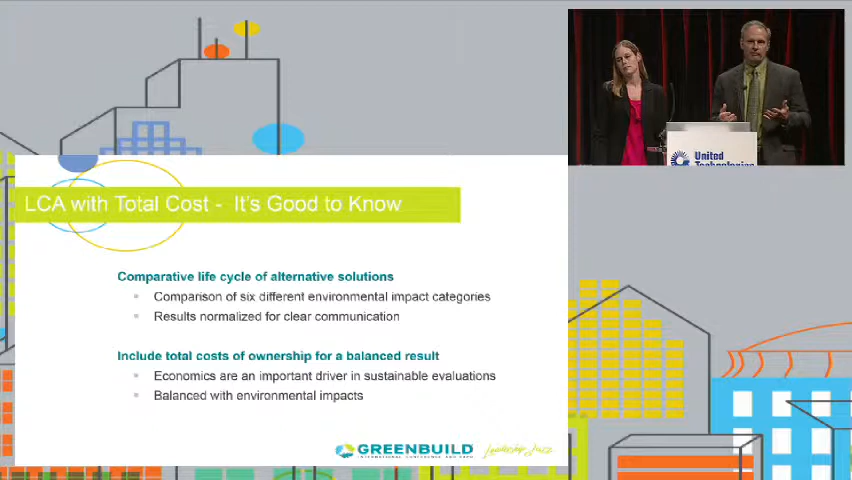 United
Technologies
LCA with Total Cost - It's Good to Know
Comparative life cycle of alternative solutions
Comparison of six different environmental impact categories
Results normalized for clear communication
Include total costs of ownership for a balanced result
Economics are an important driver in sustainable evaluations
Balanced with environmental impacts
GREENBUILD
INTERNATIONAL CONFERENCE AND EXPO
Leadership Jazz